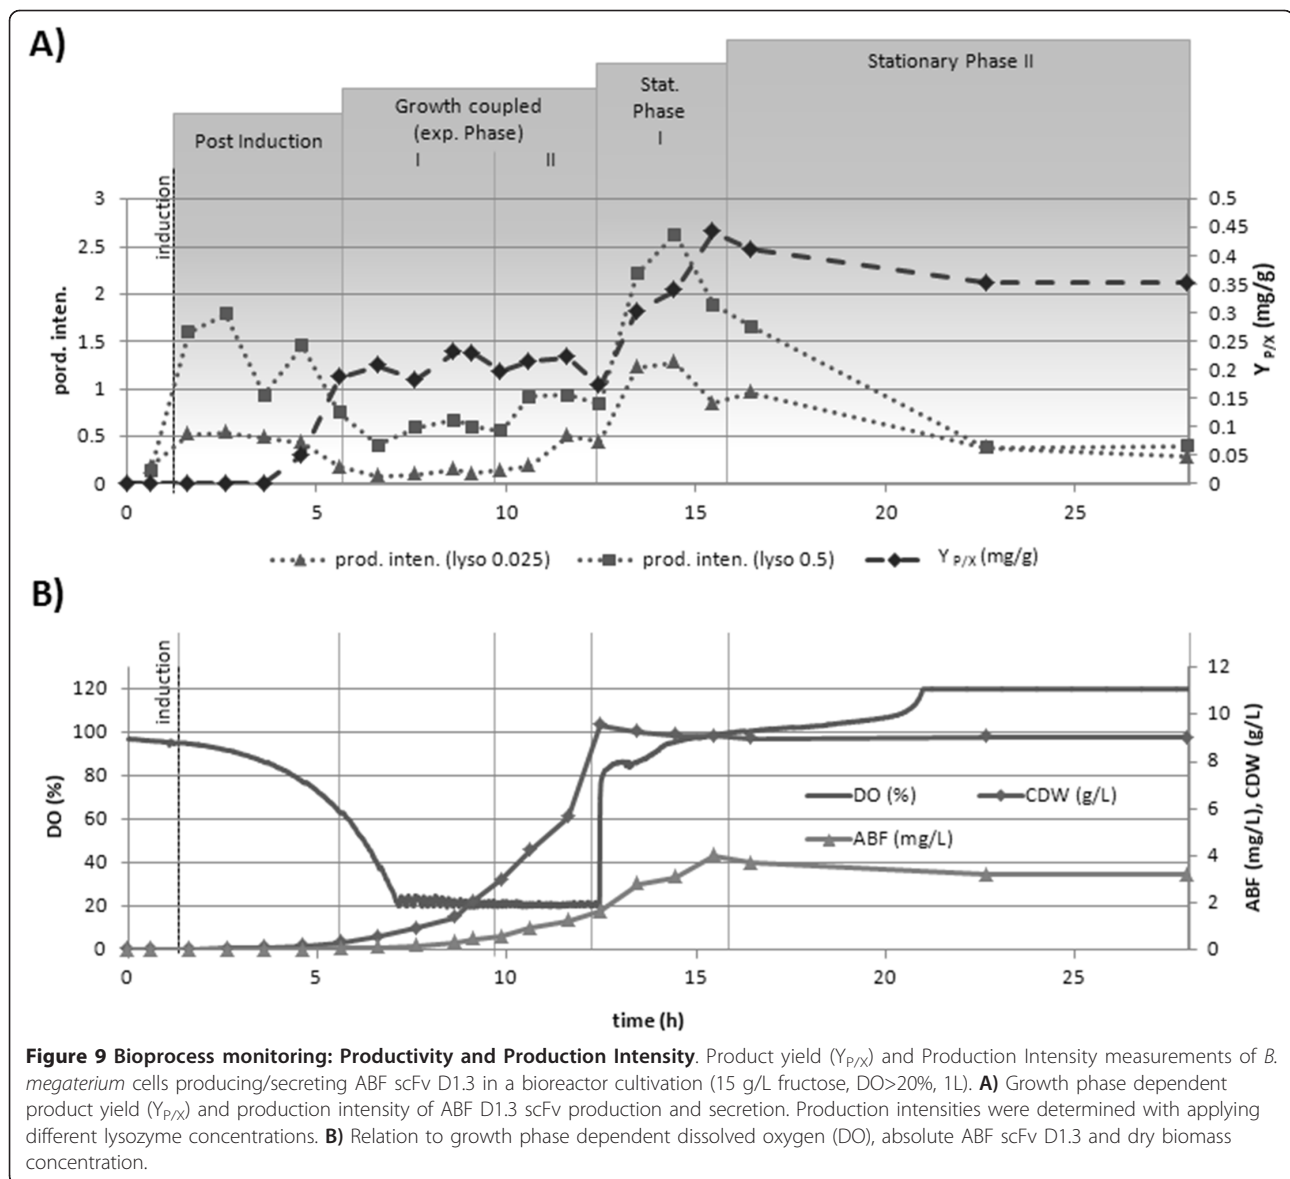 A)
Stationary Phase II
Stat.
Phase
I
Growth coupled
(exp. Phase)
I II
Post Induction
induction
pord. inten.
3
2.5
2
1.5
1
0.5
0
0.5
0.45
0.4
0.35
0.3
0.25
0.2
0.15
0.1
0.05
0
Y P/X (mg/g)
0 5 10 15 20 25
prod. inten. (lyso 0.025) prod. inten. (lyso 0.5) Y P/X (mg/g)
B)
induction
DO (%)
120
100
80
60
40
20
0
12
10
8
6
4
2
0
ABF (mg/L), CDW (g/L)
DO (%) CDW (g/L)
ABF (mg/L)
0 5 10 15 20 25
time (h)
Figure 9 Bioprocess monitoring: Productivity and Production Intensity. Product yield (YP/X) and Production Intensity measurements of B.
megaterium cells producing/secreting ABF scFv D1.3 in a bioreactor cultivation (15 g/L fructose, DO>20%, 1L). A) Growth phase dependent
product yield (YP/X) and production intensity of ABF D1.3 scFv production and secretion. Production intensities were determined with applying
different lysozyme concentrations. B) Relation to growth phase dependent dissolved oxygen (DO), absolute ABF scFv D1.3 and dry biomass
concentration.